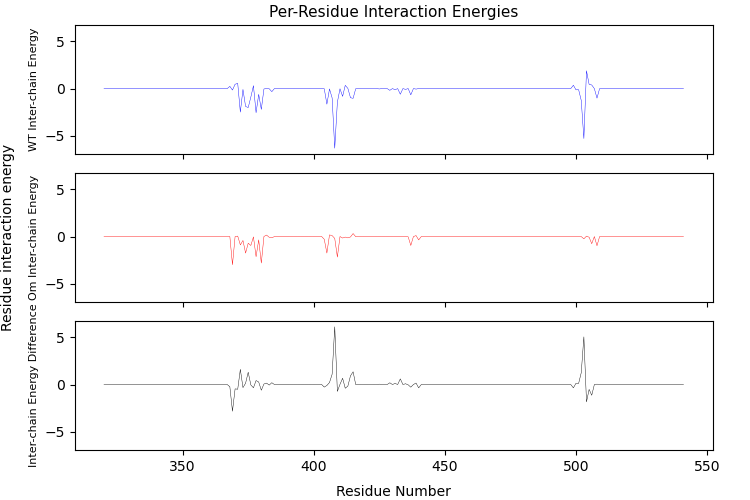 Per-Residue Interaction Energies
WT Inter-chain Energy
5
0
−5
Om Inter-chain Energy
5
0
−5
Inter-chain Energy Difference
5
0
−5
Residue interaction energy
350
400
450
500
550
Residue Number